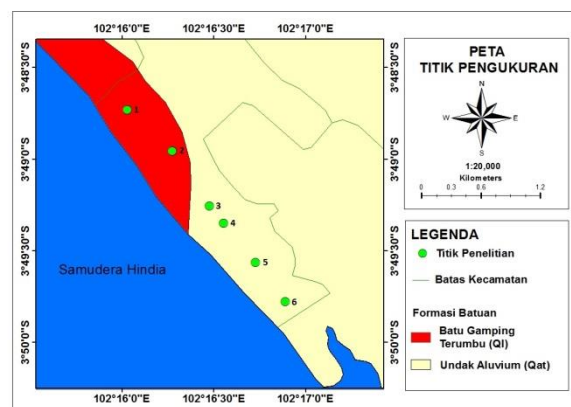 102°16'0"E 102°16'30"E 102°17'0"E
3°48'30"S
3°49'0"S
3°49'30"S
3°50'0"S
1
2
3
4
5
6
Samudera Hindia
102°16'0"E 102°16'30"E 102°17'0"E
3°48'30"S
3°49'0"S
3°49'30"S
3°50'0"S
PETA
TITIK PENGUKURAN
N
W E
S
1:20,000
Kilometers
0 0.3 0.6 1.2
LEGENDA
Titik Penelitian
Batas Kecamatan
Formasi Batuan
Batu Gamping
Terumbu (Ql)
Undak Aluvium (Qat)